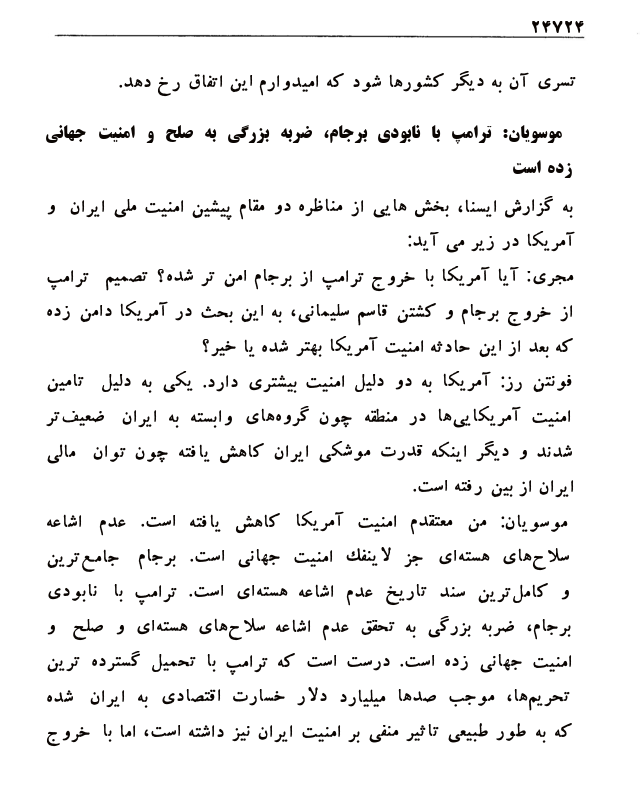 ۲۴۷۲۴
تسری آن به دیگر کشورها شود که امیدوارم این اتفاق رخ دهد.
موسویان: ترامپ با نابودی برجام، ضربه بزرگی به صلح و امنیت جهانی
زده است
به گزارش ایسنا، بخش هایی از مناظره دو مقام پیشین امنیت ملی ایران و
آمریکا در زیر می آید:
مجری: آیا آمریکا با خروج ترامپ از برجام امن تر شده؟ تصمیم ترامپ
از خروج برجام و کشتن قاسم سلیمانی، به این بحث در آمریکا دامن زده
که بعد از این حادثه امنیت آمریکا بهتر شده یا خیر؟
فونتن رز: آمریکا به دو دلیل امنیت بیشتری دارد. یکی به دلیل تامین
امنیت آمریکایی‌ها در منطقه چون گروه‌های وابسته به ایران ضعیف‌تر
شدند و دیگر اینکه قدرت موشکی ایران کاهش یافته چون توان مالی
ایران از بین رفته است.
موسویان: من معتقدم امنیت آمریکا کاهش یافته است. عدم اشاعه
سلاح‌های هسته‌ای جز لاینفك امنیت جهانی است. برجام جامع‌ترین
و کامل‌ترین سند تاریخ عدم اشاعه هسته‌ای است. ترامپ با نابودی
برجام، ضربه بزرگی به تحقق عدم اشاعه سلاح‌های هسته‌ای و صلح و
امنیت جهانی زده است. درست است که ترامپ با تحمیل گسترده ترین
تحریم‌ها، موجب صدها میلیارد دلار خسارت اقتصادی به ایران شده
که به طور طبیعی تاثیر منفی بر امنیت ایران نیز داشته است، اما با خروج